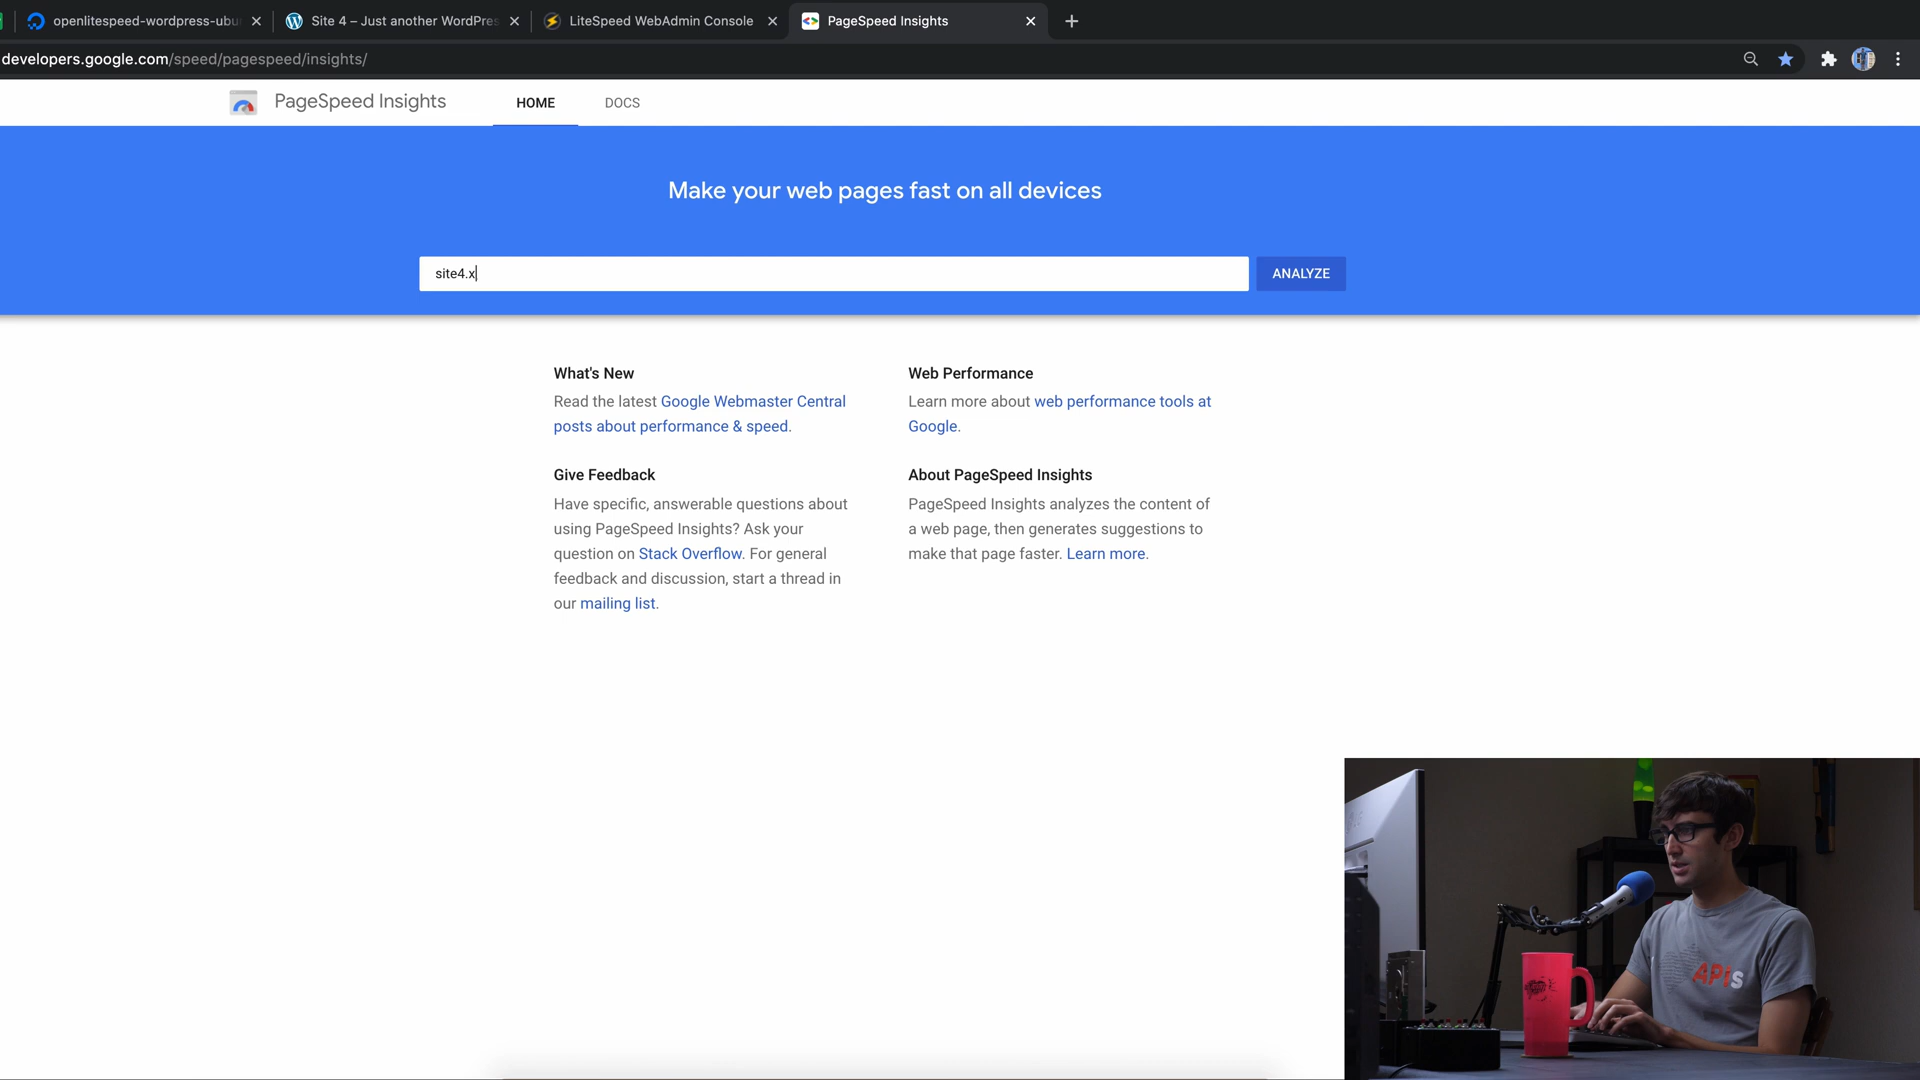 openlitespeed-wordpress-ubu
Site 4 – Just another WordPres
LiteSpeed WebAdmin Console
PageSpeed Insights
developers.google.com/speed/pagespeed/insights/
PageSpeed Insights
HOME
DOCS
Make your web pages fast on all devices
site4.x
ANALYZE
What's New
Read the latest Google Webmaster Central
posts about performance & speed.
Web Performance
Learn more about web performance tools at
Google.
Give Feedback
Have specific, answerable questions about
using PageSpeed Insights? Ask your
question on Stack Overflow. For general
feedback and discussion, start a thread in
our mailing list.
About PageSpeed Insights
PageSpeed Insights analyzes the content of
a web page, then generates suggestions to
make that page faster. Learn more.
APIs